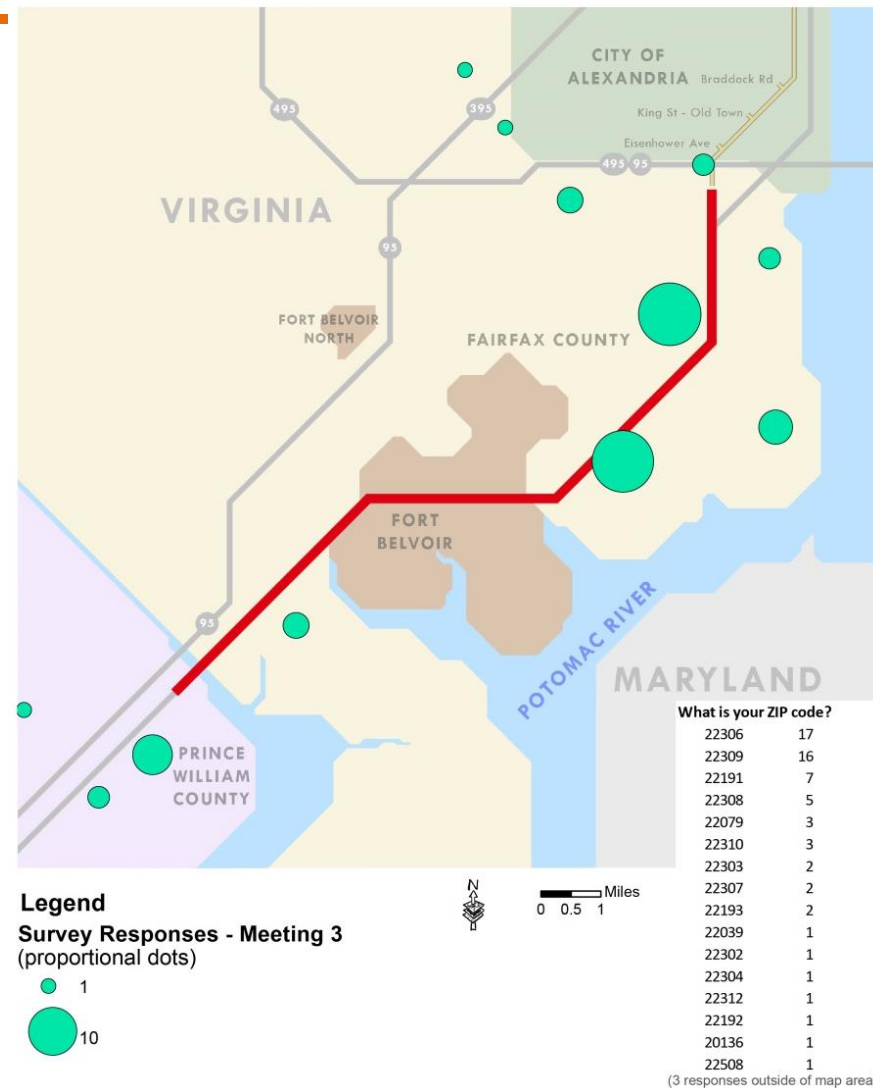 CITY OF
ALEXANDRIA
Braddock Rd
King St - Old Town
Eisenhower Ave
495
395
495 95
VIRGINIA
95
FORT BELVOIR
NORTH
FAIRFAX COUNTY
FORT
BELVOIR
95
POTOMAC RIVER
MARYLAND
PRINCE
WILLIAM
COUNTY
What is your ZIP code?
22306 17
22309 16
22191 7
22308 5
22079 3
22310 3
22303 2
22307 2
22193 2
22039 1
22302 1
22304 1
22312 1
22192 1
20136 1
22508 1
(3 responses outside of map area
N
Miles
0 0.5 1
Legend
Survey Responses - Meeting 3
(proportional dots)
1
10